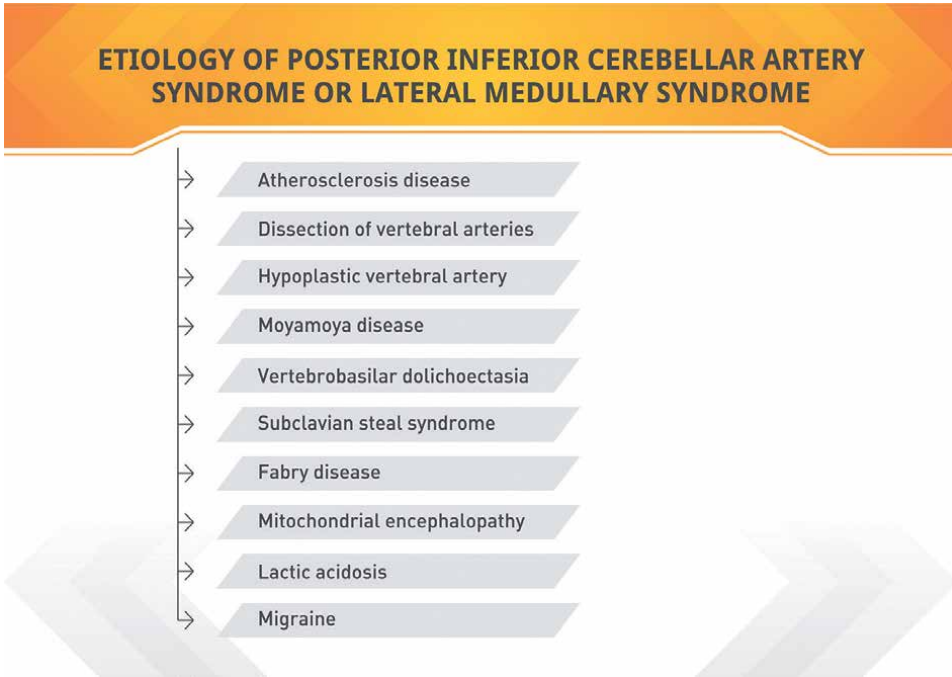 ETIOLOGY OF POSTERIOR INFERIOR CEREBELLAR ARTERY
SYNDROME OR LATERAL MEDULLARY SYNDROME
Atherosclerosis disease
Dissection of vertebral arteries
Hypoplastic vertebral artery
Moyamoya disease
Vertebrobasilar dolichoectasia
Subclavian steal syndrome
Fabry disease
Mitochondrial encephalopathy
Lactic acidosis
Migraine